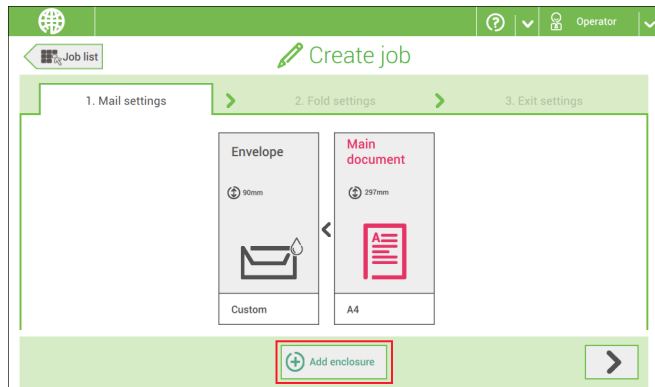 Operator
Job list
Create job
1. Mail settings
2. Fold settings
3. Exit settings
Envelope
90mm
Custom
Main
document
297mm
A
A4
Add enclosure